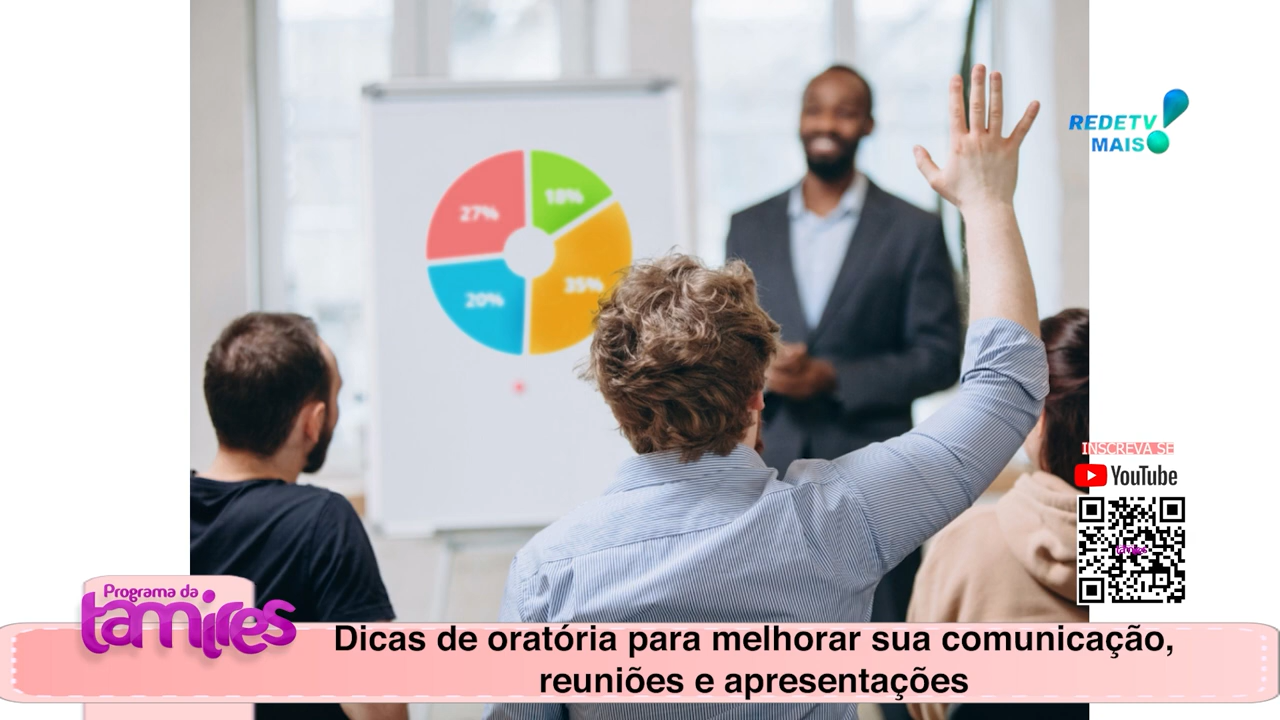 27%
18%
20%
35%
REDETV
MAIS
INSCREVA SE
YouTube
Programa da
tamires
Dicas de oratória para melhorar sua comunicação,
reuniões e apresentações